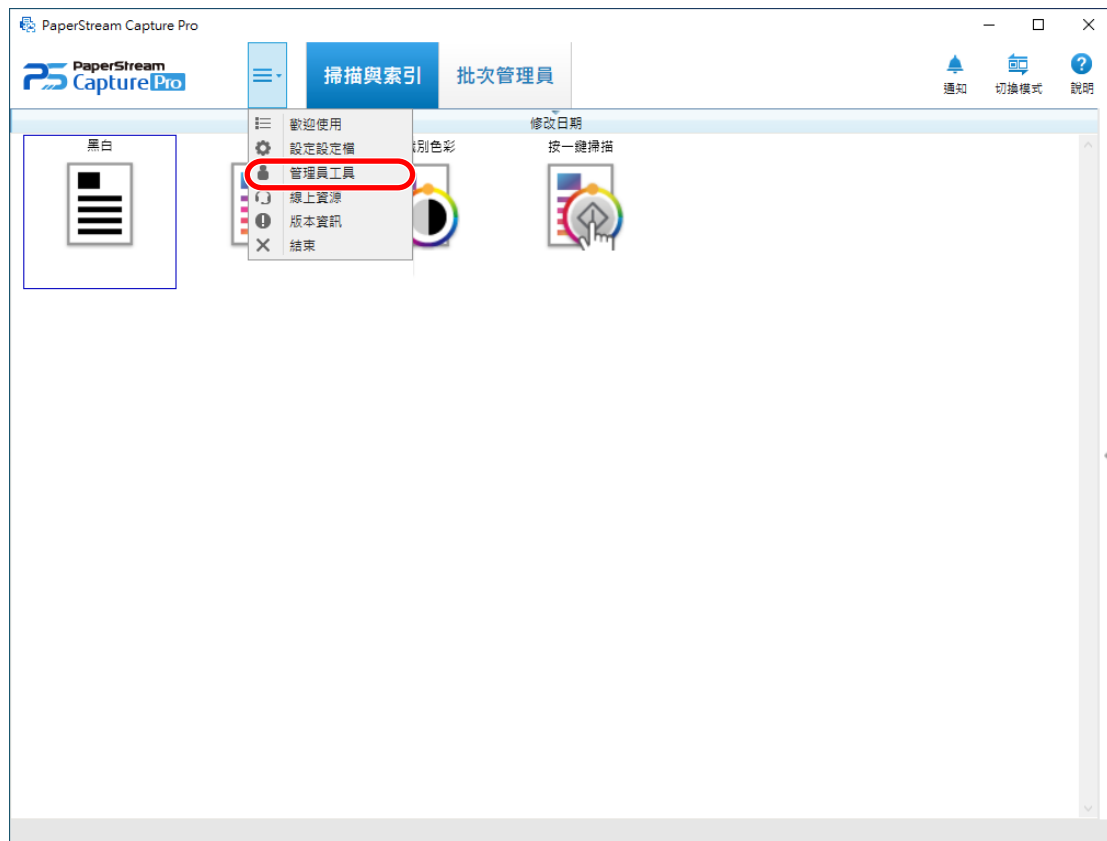 PaperStream Capture Pro
PaperStream
Capture Pro
掃描與索引
批次管理員
通知
切換模式
說明
修改日期
歡迎使用
設定設定檔
管理員工具
線上資源
版本資訊
結束
黑白
別色彩
按一鍵掃描